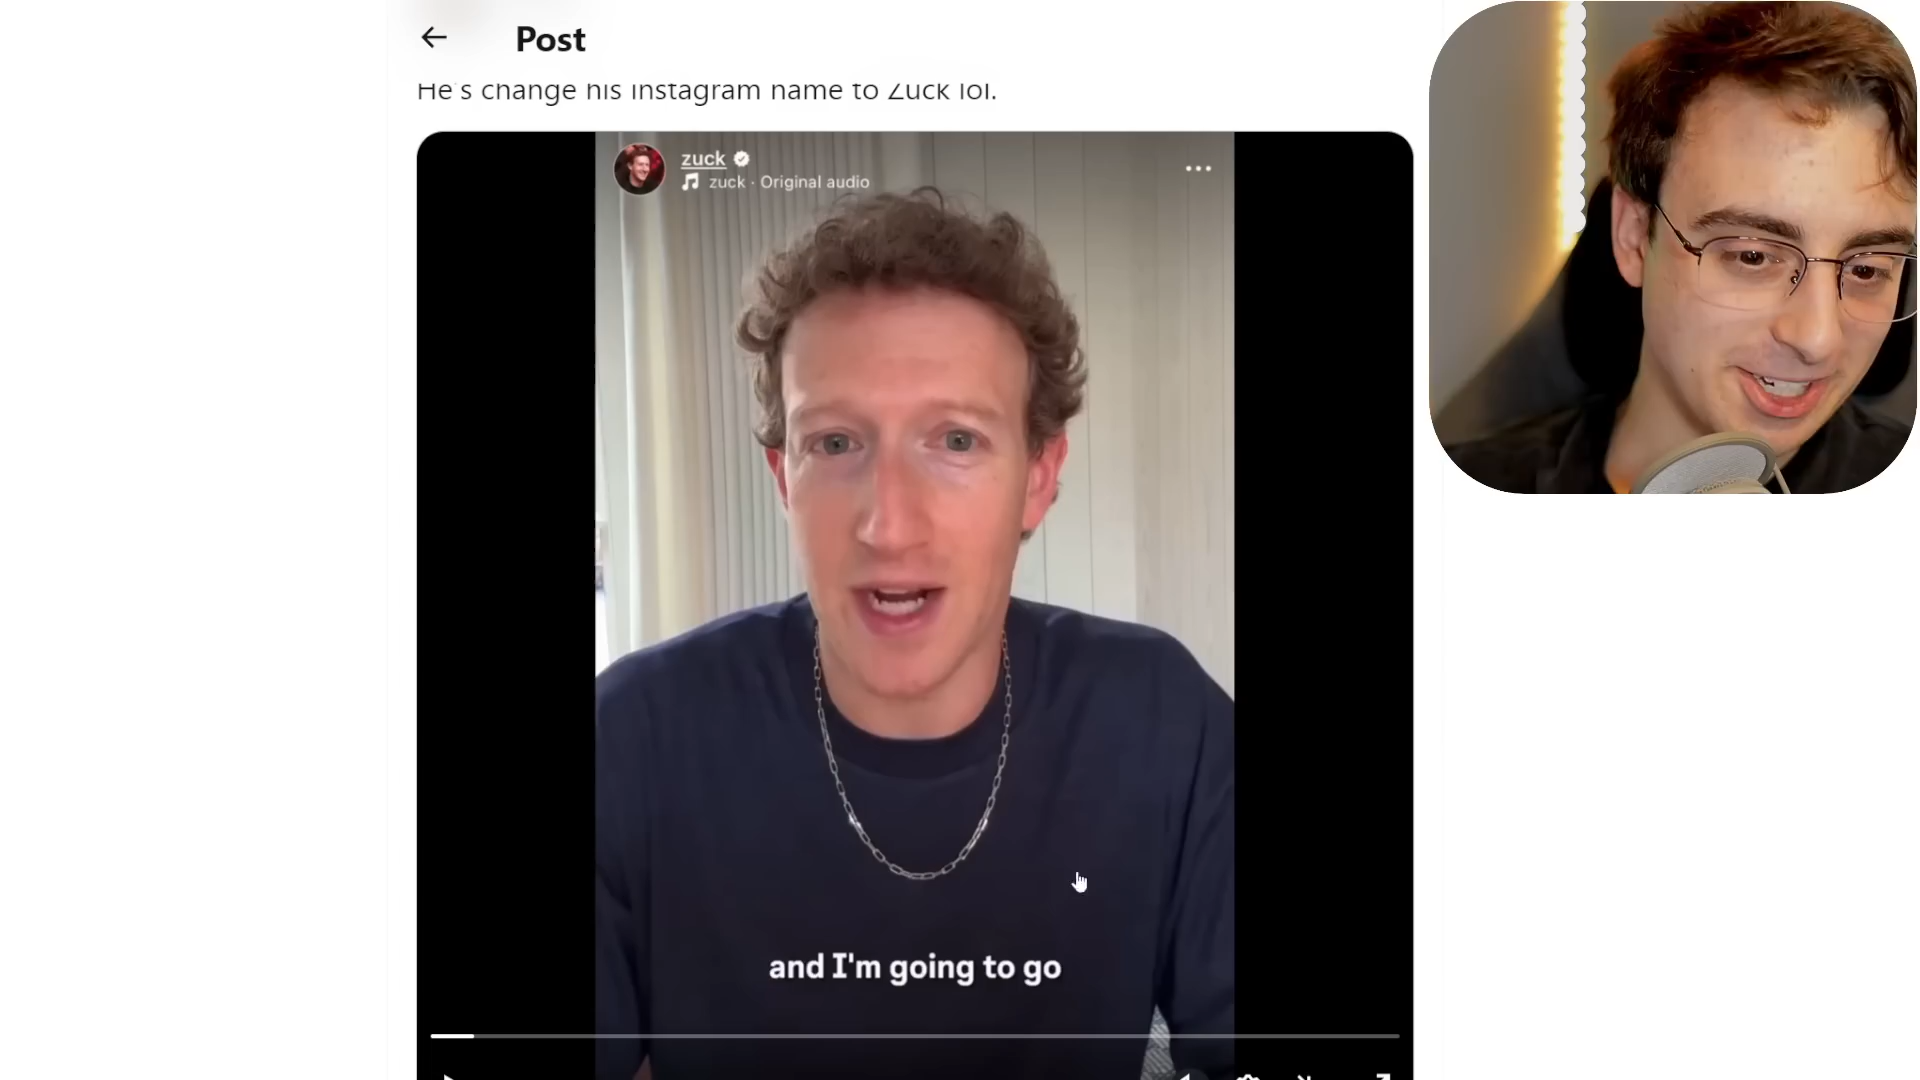 Post
He's change his Instagram name to Zuck lol.
zuck
zuck · Original audio
and I'm going to go